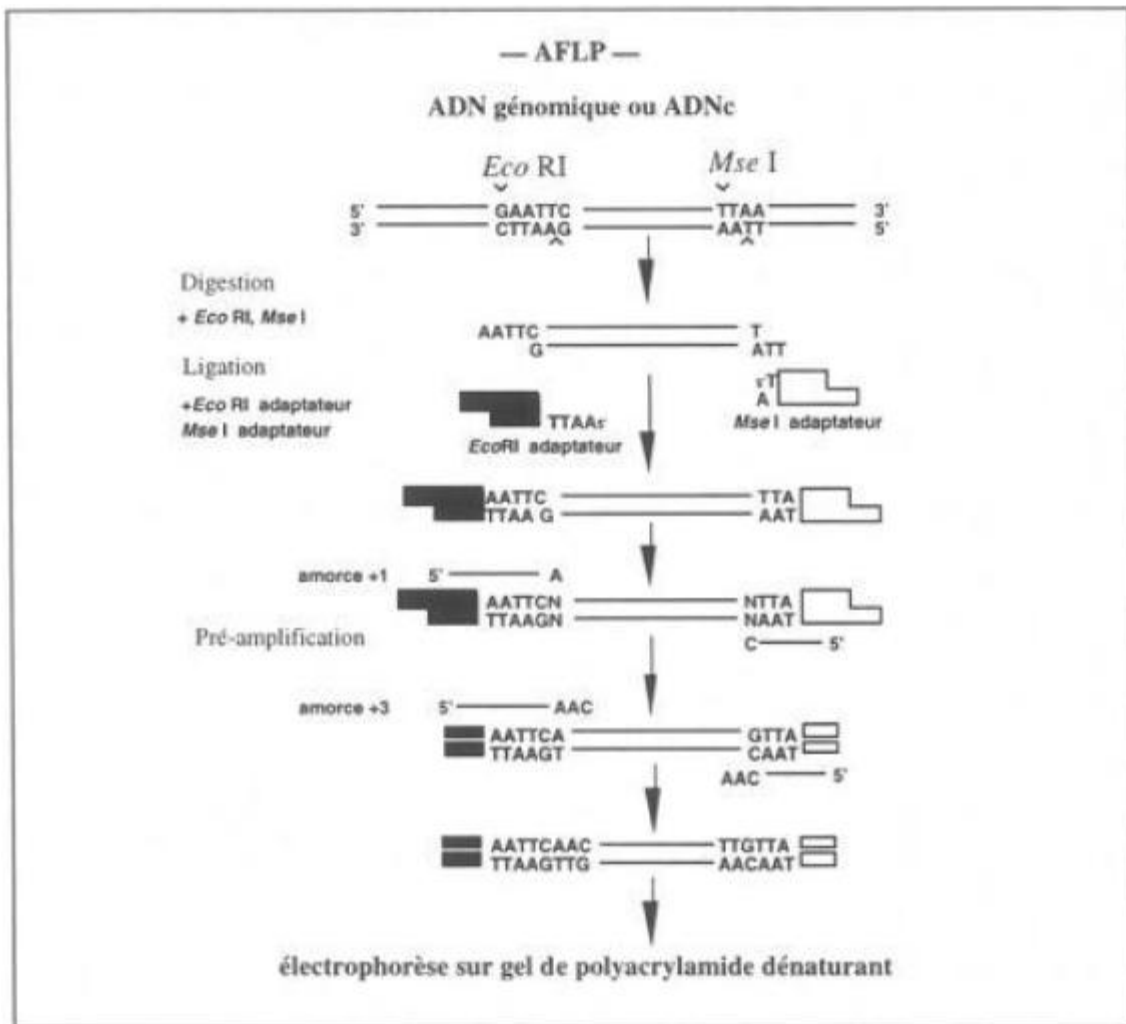 — AFLP —
ADN génomique ou ADNc
Eco RI Mse I
5' GAATTC TTAA 3'
3' CTTAAG AATT 5'
Digestion
+ Eco RI, Mse I
AATTC T
G ATT
Ligation
+Eco RI adaptateur
Mse I adaptateur
TTAA5' 5'T
A
EcoRI adaptateur Mse I adaptateur
AATTC TTA
TTAA G AAT
amorce +1 5' A
AATTCN NTTA
TTAAGN NAAT
Pré-amplification C 5'
amorce +3 5' AAC
AATTCA GTTA
TTAAGT CAAT
AAC 5'
AATTCAAC TTGTTA
TTAAGTTG AACAAT
électrophorèse sur gel de polyacrylamide dénaturant